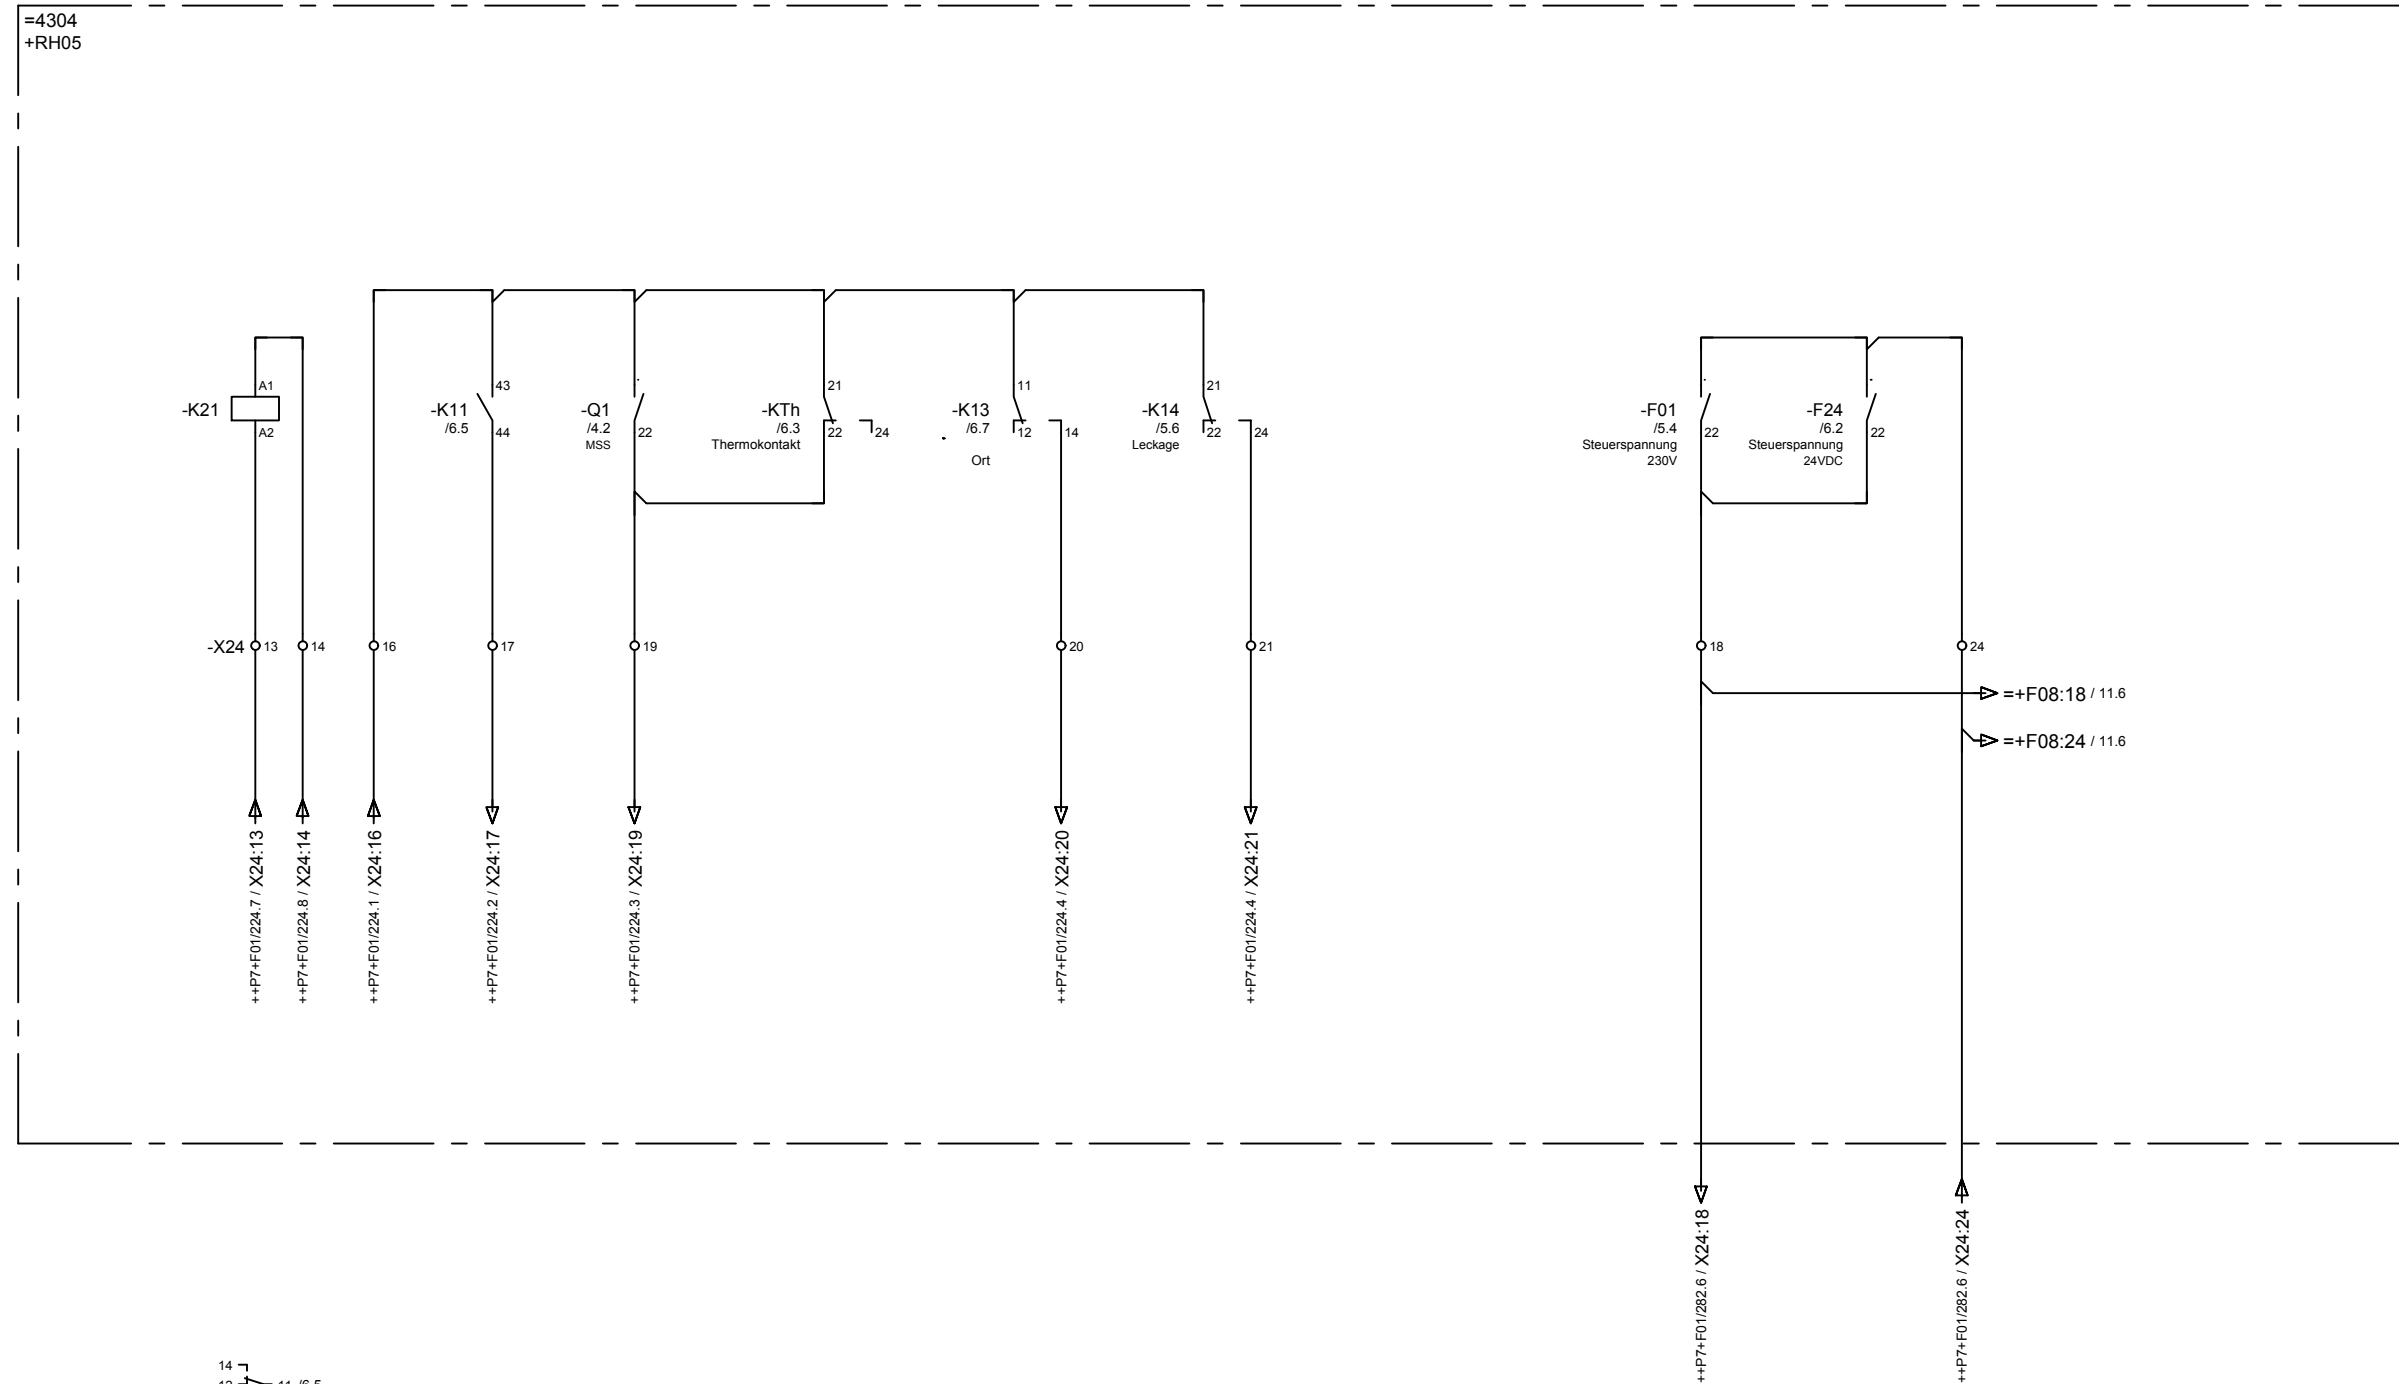 =4304
+RH05
A1
-K21
A2
43
-K11
/6.5
44
-Q1
/4.2
22
MSS
21
-KTh
/6.3
22
24
Thermokontakt
11
-K13
/6.7
12
14
Ort
21
-K14
/5.6
22
24
Leckage
-F01
/5.4
22
Steuerspannung
230V
-F24
/6.2
22
Steuerspannung
24VDC
-X24
13
14
16
17
19
20
21
18
24
=+F08:18 / 11.6
=+F08:24 / 11.6
++P7+F01/224.7 / X24:13
++P7+F01/224.8 / X24:14
++P7+F01/224.1 / X24:16
++P7+F01/224.2 / X24:17
++P7+F01/224.3 / X24:19
++P7+F01/224.4 / X24:20
++P7+F01/224.4 / X24:21
++P7+F01/282.6 / X24:18
++P7+F01/282.6 / X24:24
14